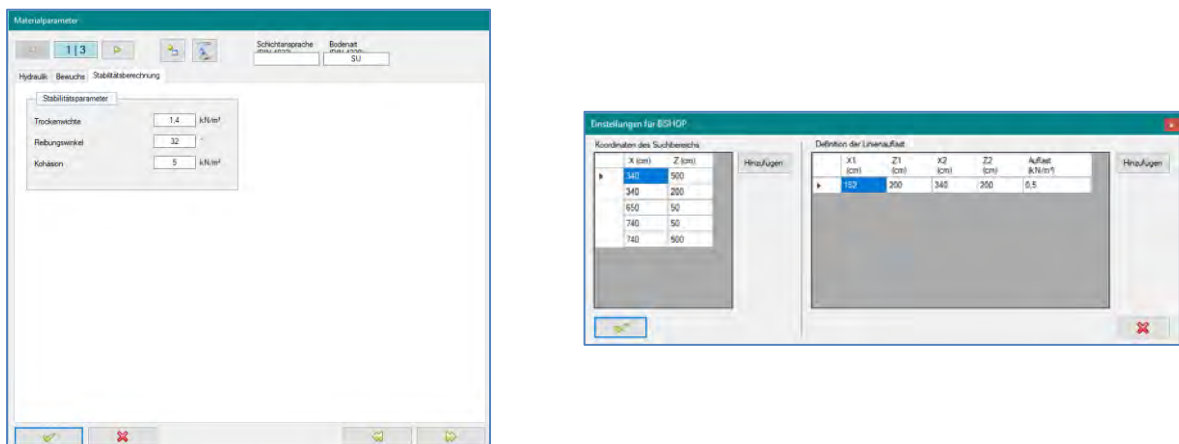 Materialparameter
1 | 3
Schichtansprache Bodenart
SU
Hydraulik Bewuchs Stabilitätsberechnung
Stabilitätsparameter
Trockenwichte 1,4 kN/m³
Reibungswinkel 32 °
Kohäsion 5 kN/m²
Einstellungen für BISHOP
Koordinaten des Suchbereichs
X (cm) Z (cm)
340 500
340 200
650 50
740 50
740 500
Hinzufügen
Definition der Linienauflast
X1 (cm) Z1 (cm) X2 (cm) Z2 (cm) Auflast
200 340 200 0,5
Hinzufügen